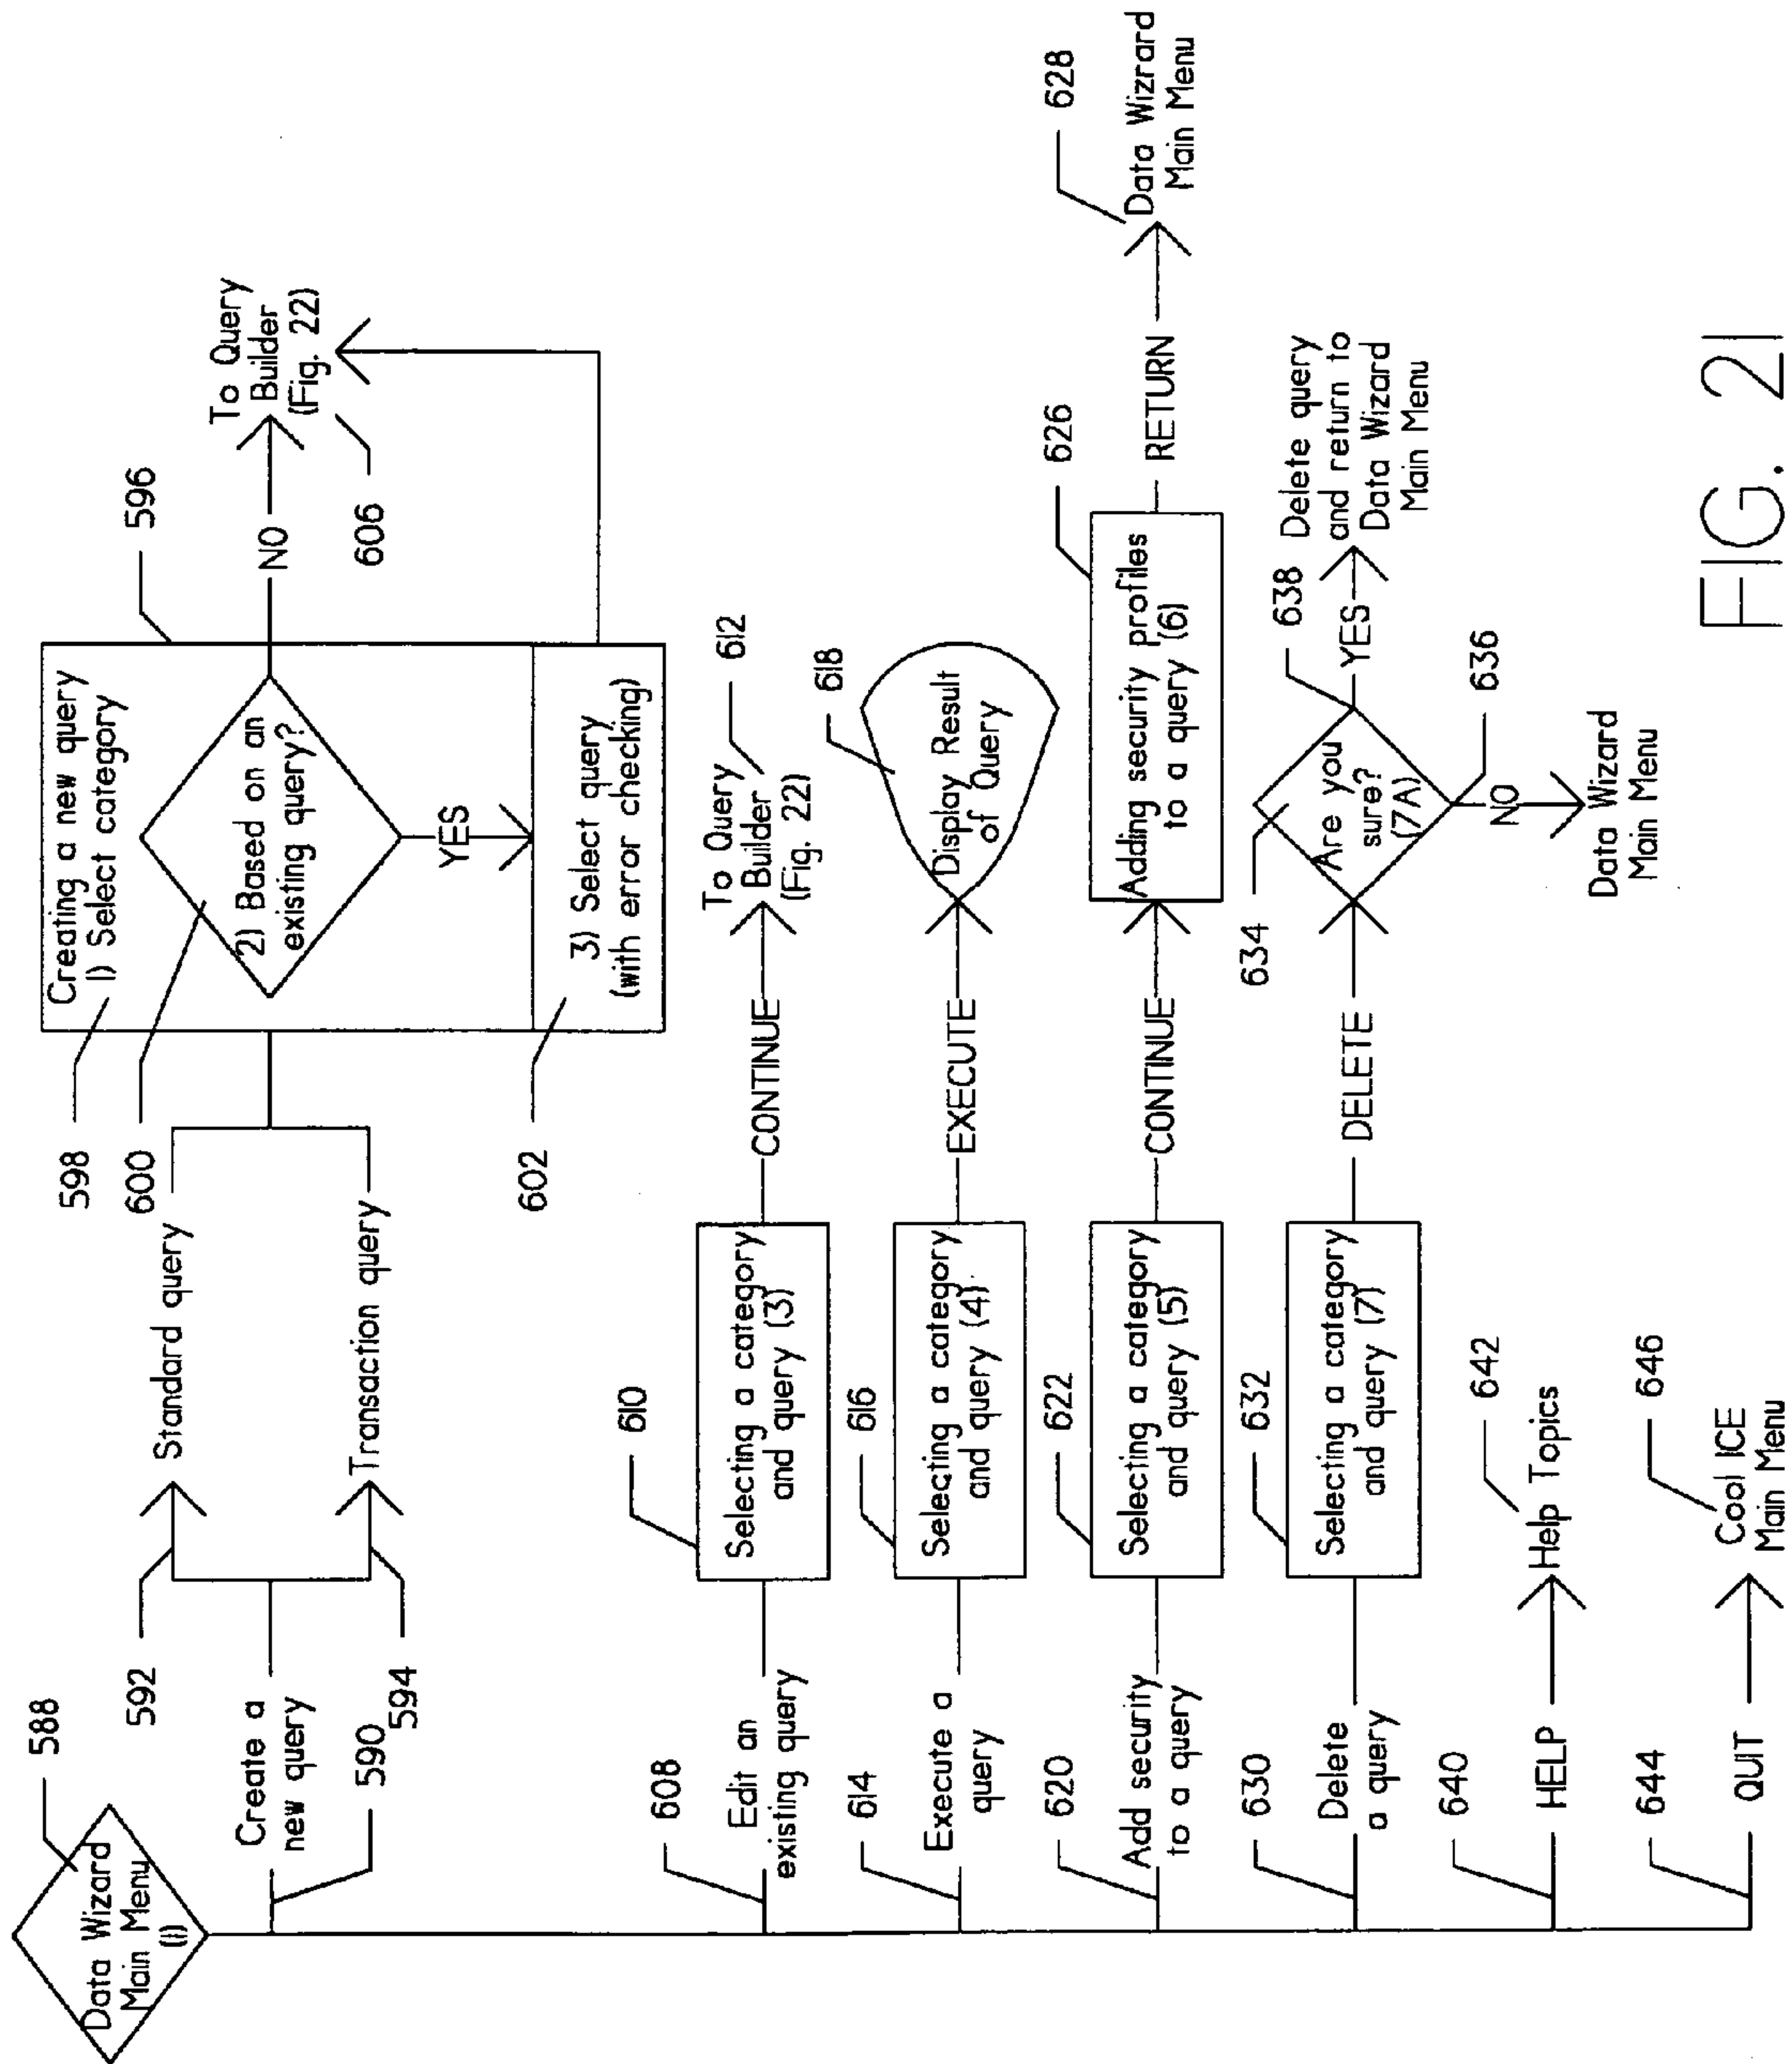 588
Data Wizard
Main Menu
(1)
Create a
new query
590
592
Standard query
594
Transaction query
596
598
Creating a new query
1) Select category
600
2) Based on an
existing query?
NO
YES
602
3) Select query
(with error checking)
To Query
Builder
(Fig. 22)
606
608
Edit an
existing query
610
Selecting a category
and query (3)
CONTINUE
To Query
Builder
(Fig. 22)
612
614
Execute a
query
616
Selecting a category
and query (4)
EXECUTE
618
Display Result
of Query
620
Add security
to a query
622
Selecting a category
and query (5)
CONTINUE
626
Adding security profiles
to a query (6)
RETURN
628
Data Wizrard
Main Menu
630
Delete
a query
632
Selecting a category
and query (7)
DELETE
634
Are you
sure?
(7A)
638
YES
Delete query
and return to
Data Wizard
Main Menu
636
NO
Data Wizard
Main Menu
640
HELP
642
Help Topics
644
QUIT
646
Cool ICE
Main Menu
FIG. 21